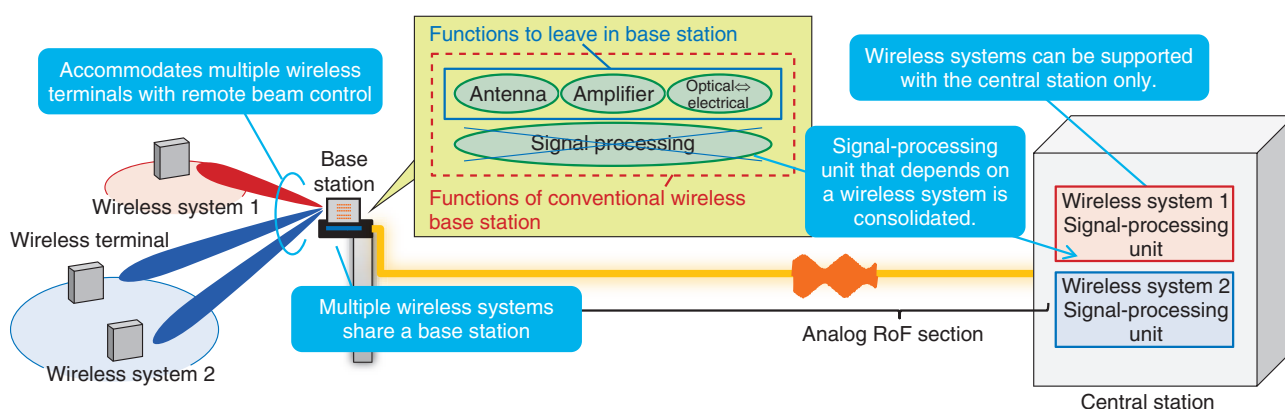 Functions to leave in base station
Antenna
Amplifier
Optical⇔
electrical
Signal processing
Functions of conventional wireless
base station
Accommodates multiple wireless
terminals with remote beam control
Wireless systems can be supported
with the central station only.
Signal-processing
unit that depends on
a wireless system is
consolidated.
Base
station
Wireless system 1
Wireless terminal
Wireless system 2
Multiple wireless systems
share a base station
Analog RoF section
Wireless system 1
Signal-processing
unit
Wireless system 2
Signal-processing
unit
Central station